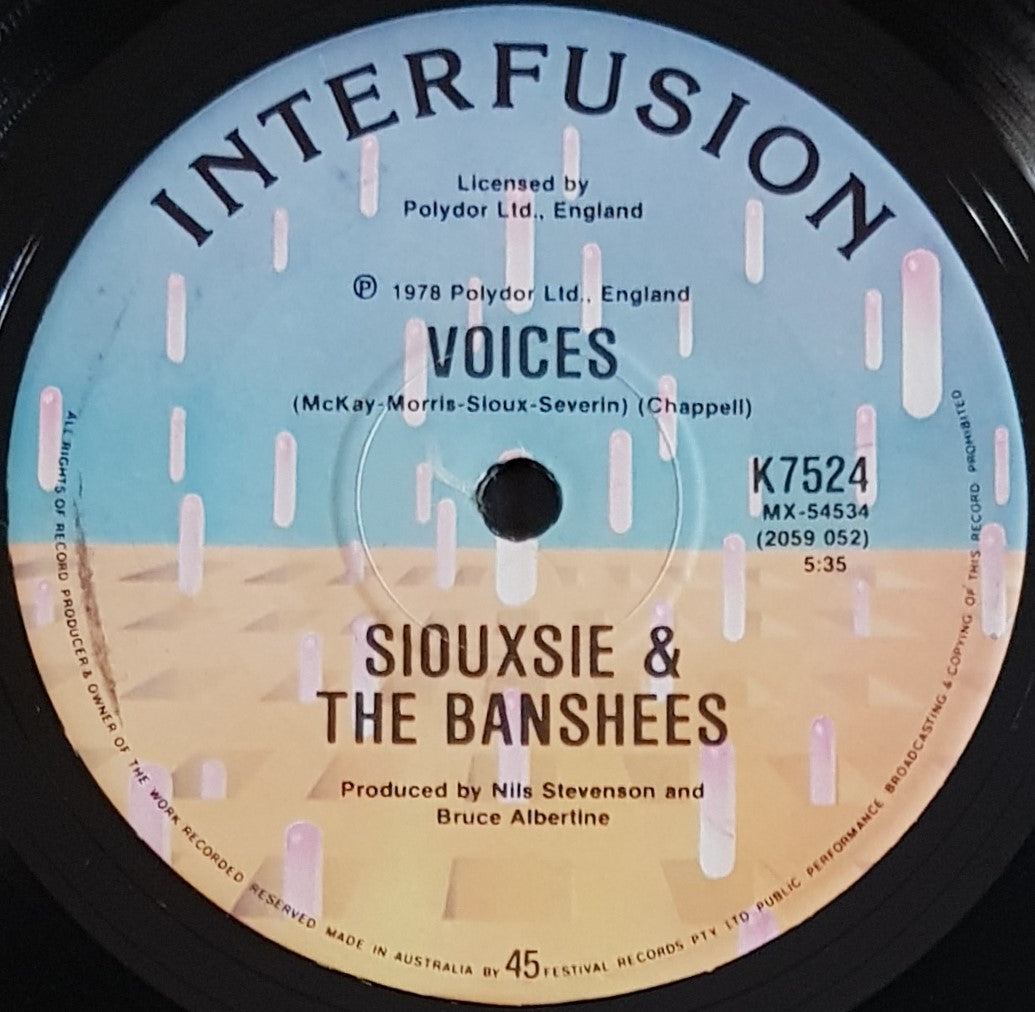 INTERFUSION
Licensed by
Polydor Ltd., England
℗ 1978 Polydor Ltd., England
VOICES
(McKay-Morris-Sioux-Severin) (Chappell)
K7524
MX-54534
(2059 052)
5:35
SIOUXSIE &
THE BANSHEES
Produced by Nils Stevenson and
Bruce Albertine
ALL RIGHTS OF RECORD PRODUCER & OWNER OF THE WORK RECORDED RESERVED MADE IN AUSTRALIA BY 45 FESTIVAL RECORDS PTY LTD PUBLIC PERFORMANCE BROADCASTING & COPYING OF THIS RECORD PROHIBITED